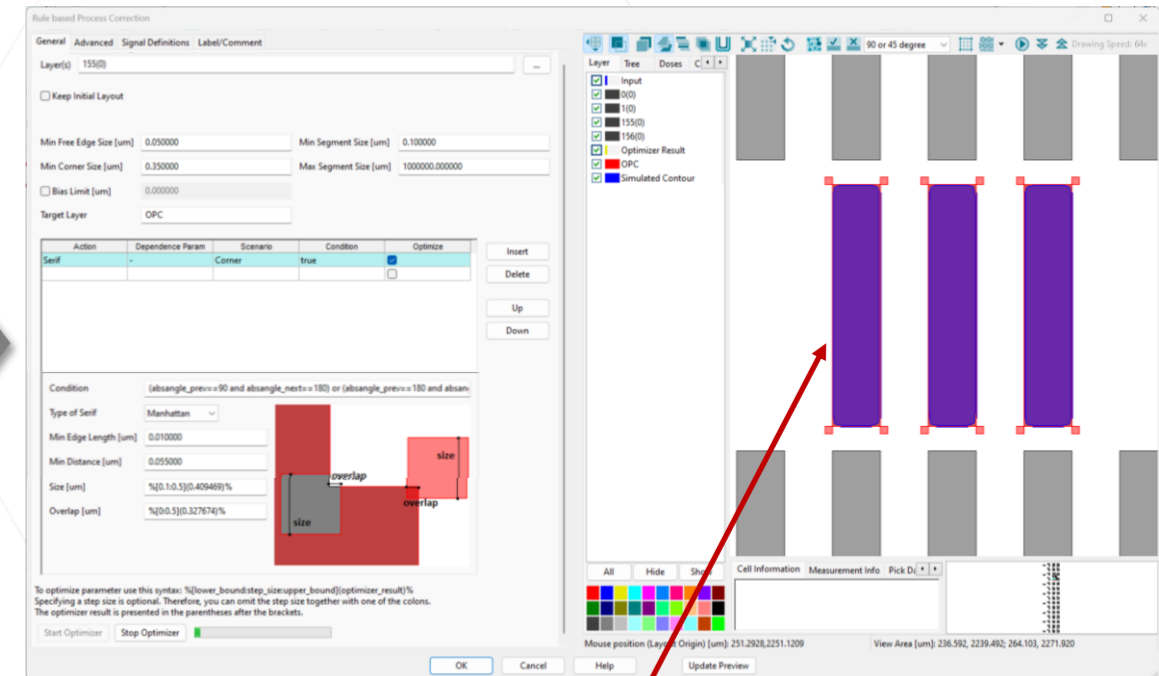 Rule based Process Correction
General Advanced Signal Definitions Label/Comment
Layer(s) 155(0) ...
Keep Initial Layout
Min Free Edge Size [um] 0.050000 Min Segment Size [um] 0.100000
Min Corner Size [um] 0.350000 Max Segment Size [um] 1000000.000000
Bias Limit [um] 0.000000
Target Layer OPC
Action Dependence Param Scenario Condition Optimize
Serif - Corner true
Insert
Delete
Up
Down
Condition (absangle_prev==90 and absangle_next==180) or (absangle_prev==180 and absan
Type of Serif Manhattan
Min Edge Length [um] 0.010000
Min Distance [um] 0.055000
Size [um] %[0.1:0.5](0.409469)%
Overlap [um] %[0:0.5](0.327674)%
size
overlap
overlap
size
To optimize parameter use this syntax: %[lower_bound:step_size:upper_bound](optimizer_result)%
Specifying a step size is optional. Therefore, you can omit the step size together with one of the colons.
The optimizer result is presented in the parentheses after the brackets.
Start Optimizer Stop Optimizer
OK Cancel Help Update Preview
90 or 45 degree Drawing Speed: 64x
Layer Tree Doses C
Input
0(0)
1(0)
155(0)
156(0)
Optimizer Result
OPC
Simulated Contour
All Hide Show
Cell Information Measurement Info Pick
Mouse position (Layout Origin) [um]: 251.2928,2251.1209 View Area [um]: 236.592, 2239.492; 264.103, 2271.920